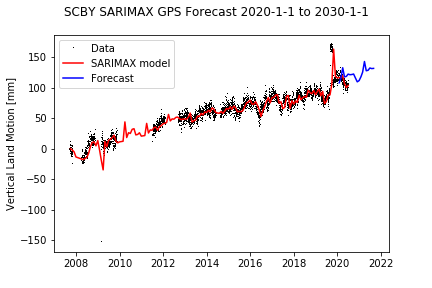 SCBY SARIMAX GPS Forecast 2020-1-1 to 2030-1-1
Data
SARIMAX model
Forecast
Vertical Land Motion [mm]
150
100
50
0
−50
−100
−150
2008 2010 2012 2014 2016 2018 2020 2022